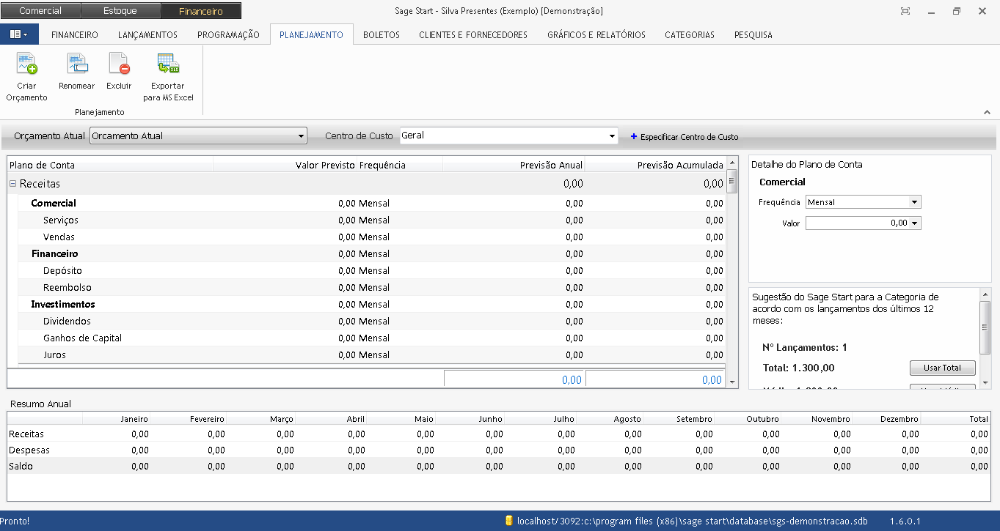 Comercial Estoque Financeiro
Sage Start - Silva Presentes (Exemplo) [Demonstração]
FINANCEIRO LANÇAMENTOS PROGRAMAÇÃO PLANEJAMENTO BOLETOS CLIENTES E FORNECEDORES GRÁFICOS E RELATÓRIOS CATEGORIAS PESQUISA
Criar Orçamento
Renomear
Excluir
Exportar para MS Excel
Planejamento
Orçamento Atual Orcamento Atual Centro de Custo Geral + Especificar Centro de Custo
Plano de Conta Valor Previsto Frequência Previsão Anual Previsão Acumulada
Receitas 0,00 0,00
Comercial 0,00 Mensal 0,00 0,00
Serviços 0,00 Mensal 0,00 0,00
Vendas 0,00 Mensal 0,00 0,00
Financeiro 0,00 Mensal 0,00 0,00
Depósito 0,00 Mensal 0,00 0,00
Reembolso 0,00 Mensal 0,00 0,00
Investimentos 0,00 Mensal 0,00 0,00
Dividendos 0,00 Mensal 0,00 0,00
Ganhos de Capital 0,00 Mensal 0,00 0,00
Juros 0,00 Mensal 0,00 0,00
0,00 0,00
Detalhe do Plano de Conta
Comercial
Frequência Mensal
Valor 0,00
Sugestão do Sage Start para a Categoria de
acordo com os lançamentos dos últimos 12
meses:
Nº Lançamentos: 1
Total: 1.300,00 Usar Total
Resumo Anual
Janeiro Fevereiro Março Abril Maio Junho Julho Agosto Setembro Outubro Novembro Dezembro Total
Receitas 0,00 0,00 0,00 0,00 0,00 0,00 0,00 0,00 0,00 0,00 0,00 0,00 0,00
Despesas 0,00 0,00 0,00 0,00 0,00 0,00 0,00 0,00 0,00 0,00 0,00 0,00 0,00
Saldo 0,00 0,00 0,00 0,00 0,00 0,00 0,00 0,00 0,00 0,00 0,00 0,00 0,00
Pronto! localhost/3092:c:\program files (x86)\sage start\database\sgs-demonstracao.sdb 1.6.0.1